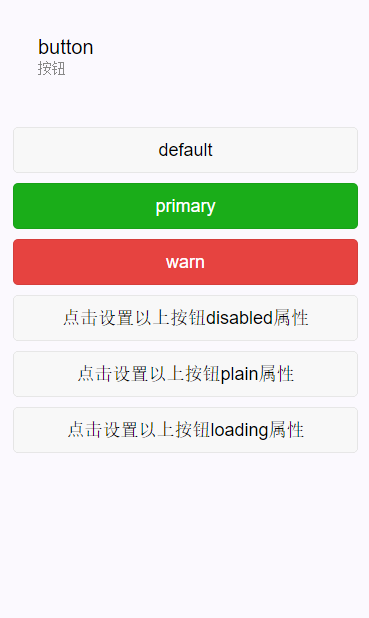 button
按钮
default
primary
warn
点击设置以上按钮disabled属性
点击设置以上按钮plain属性
点击设置以上按钮loading属性